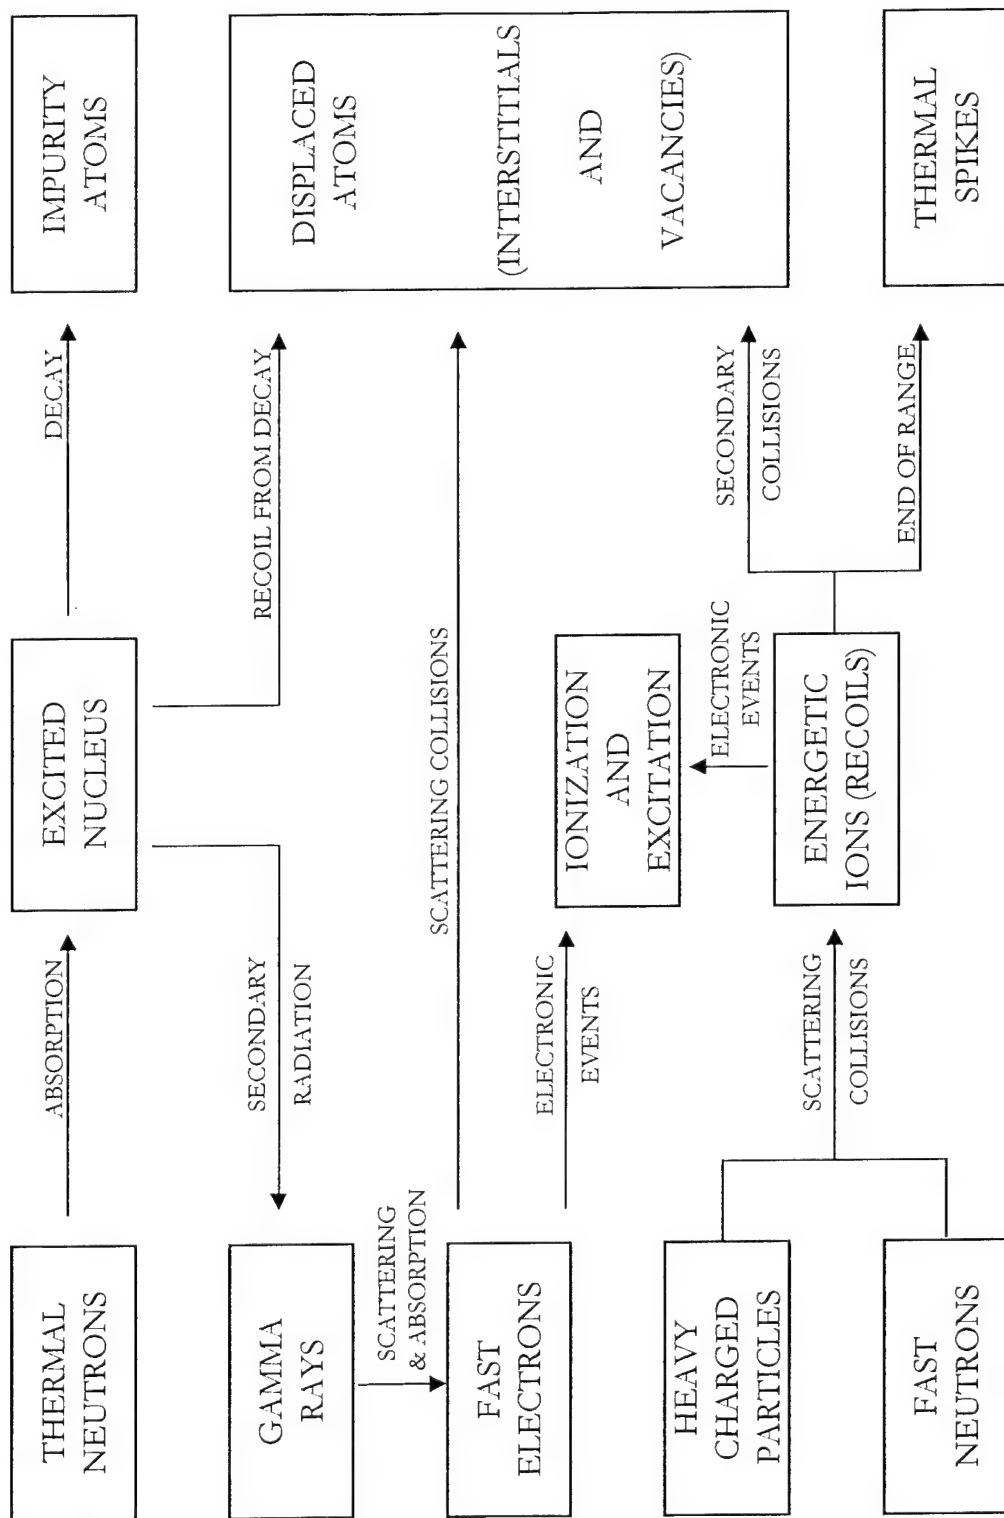 THERMAL
NEUTRONS
ABSORPTION
EXCITED
NUCLEUS
DECAY
IMPURITY
ATOMS
GAMMA
RAYS
SECONDARY
RADIATION
RECOIL FROM DECAY
DISPLACED
ATOMS
(INTERSTITIALS
AND
VACANCIES)
SCATTERING
& ABSORPTION
FAST
ELECTRONS
SCATTERING COLLISIONS
ELECTRONIC
EVENTS
IONIZATION
AND
EXCITATION
ELECTRONIC
EVENTS
SECONDARY
COLLISIONS
HEAVY
CHARGED
PARTICLES
SCATTERING
COLLISIONS
ENERGETIC
IONS (RECOILS)
END OF RANGE
THERMAL
SPIKES
FAST
NEUTRONS